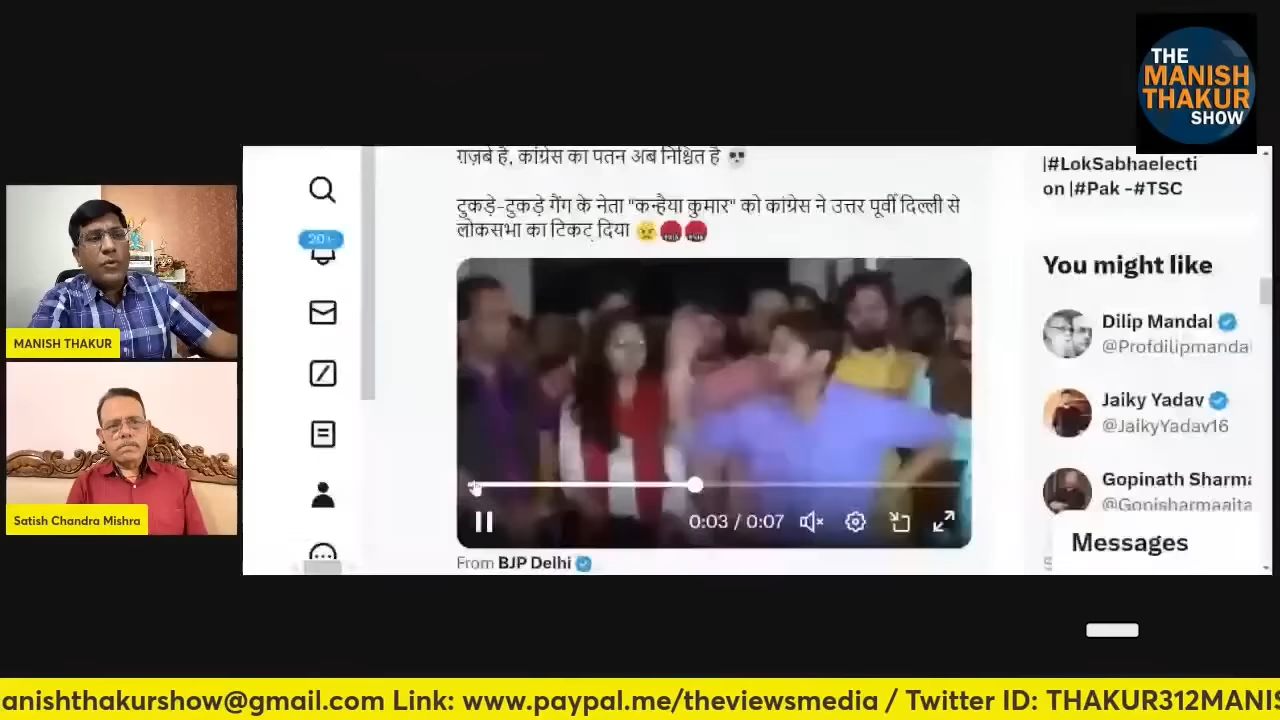 THE
MANISH
THAKUR
SHOW
ग़ज़बे है, कांग्रेस का पतन अब निश्चित है
टुकड़े-टुकड़े गैंग के नेता "कन्हैया कुमार" को कांग्रेस ने उत्तर पूर्वी दिल्ली से
लोकसभा का टिकट दिया
20+
0:03 / 0:07
From BJP Delhi
|#LokSabhaelecti
on |#Pak -#TSC
You might like
Dilip Mandal
@Profdilipmandal
Jaiky Yadav
@JaikyYadav16
Gopinath Sharma
@Gopisharmaaita
Messages
MANISH THAKUR
Satish Chandra Mishra
anishthakurshow@gmail.com Link: www.paypal.me/theviewsmedia / Twitter ID: THAKUR312MANIS